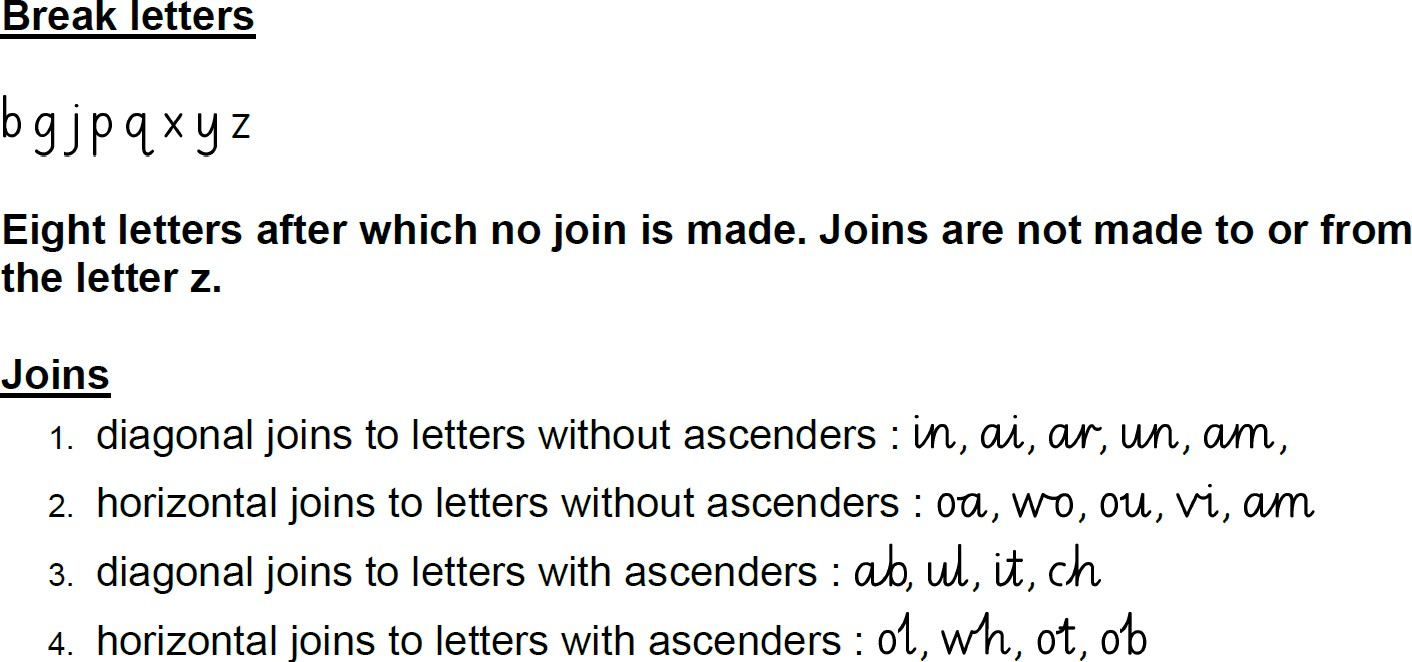 Break letters
b g j p q x y z
Eight letters after which no join is made. Joins are not made to or from
the letter z.
Joins
1. diagonal joins to letters without ascenders : in, ai, ar, un, am,
2. horizontal joins to letters without ascenders : oa, wo, ou, vi, am
3. diagonal joins to letters with ascenders : ab, ul, it, ch
4. horizontal joins to letters with ascenders : ol, wh, ot, ob